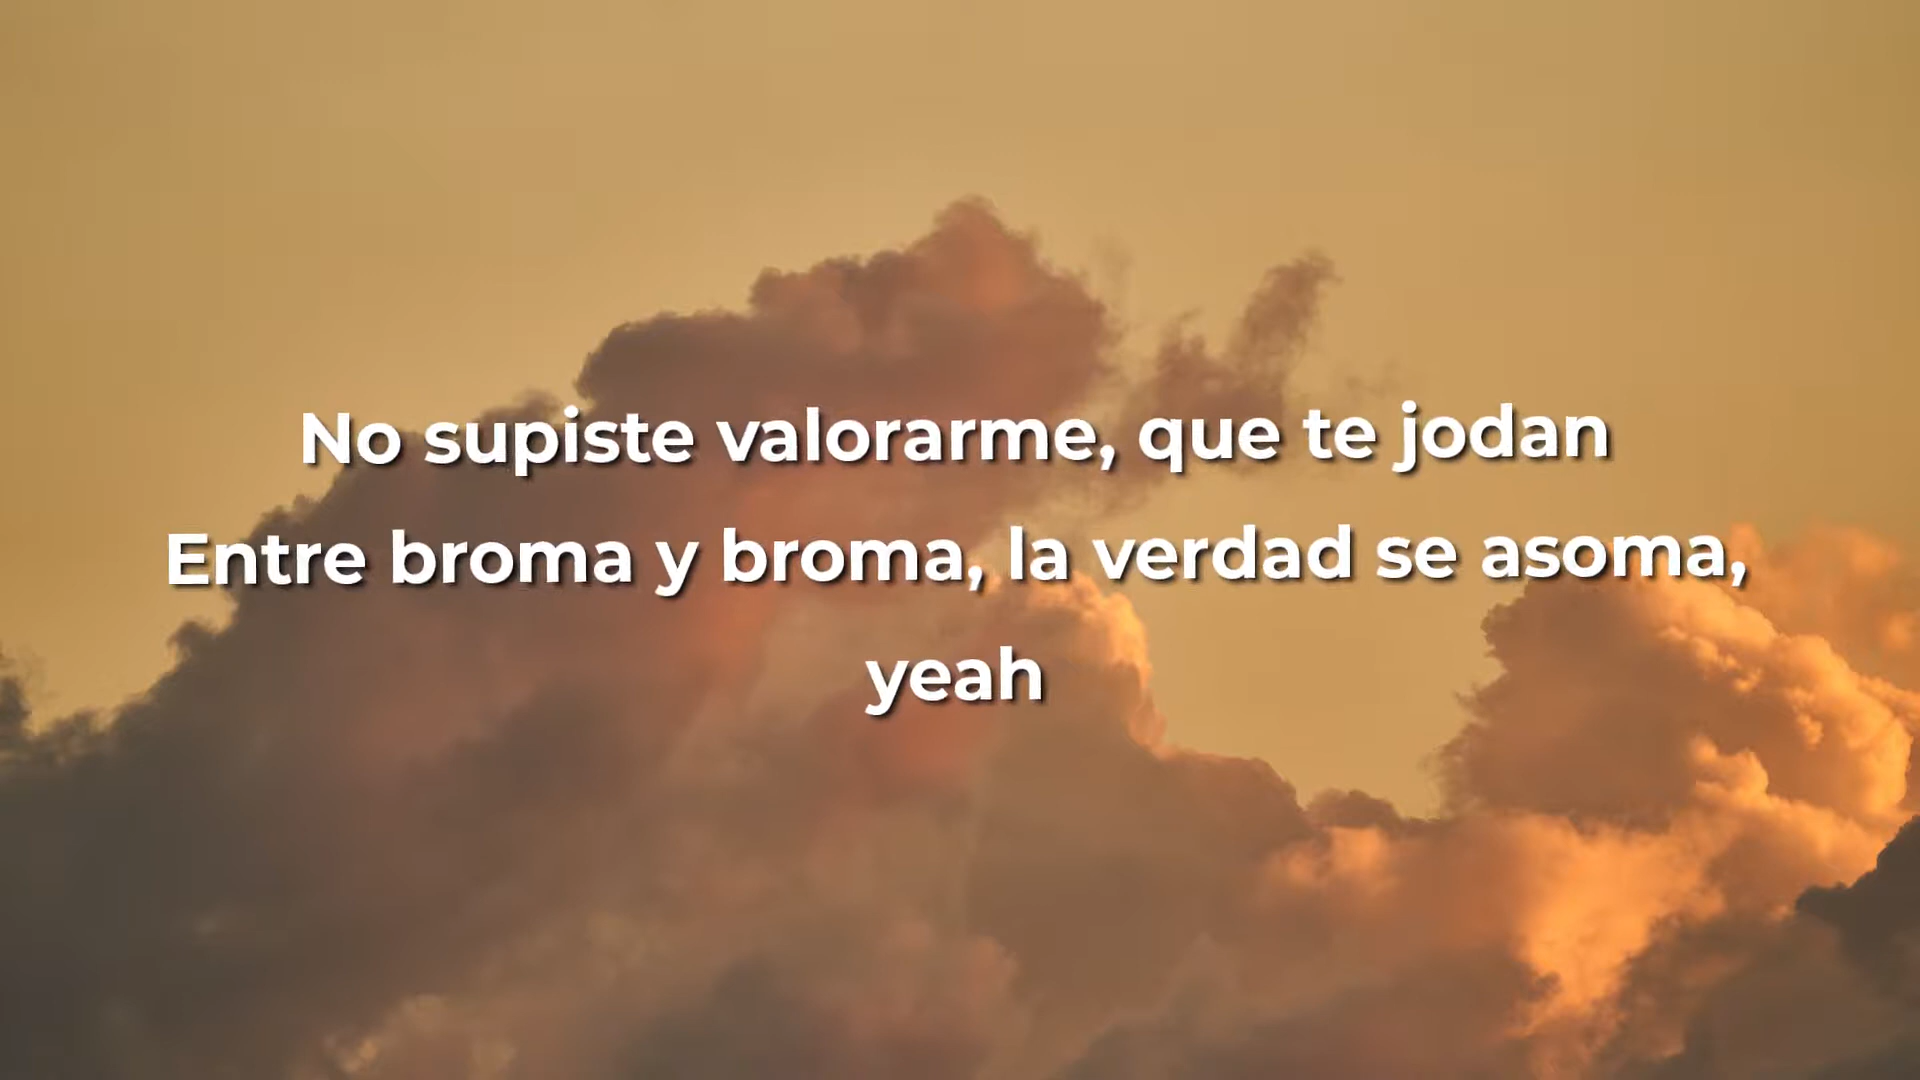 No supiste valorarme, que te jodan
Entre broma y broma, la verdad se asoma,
yeah